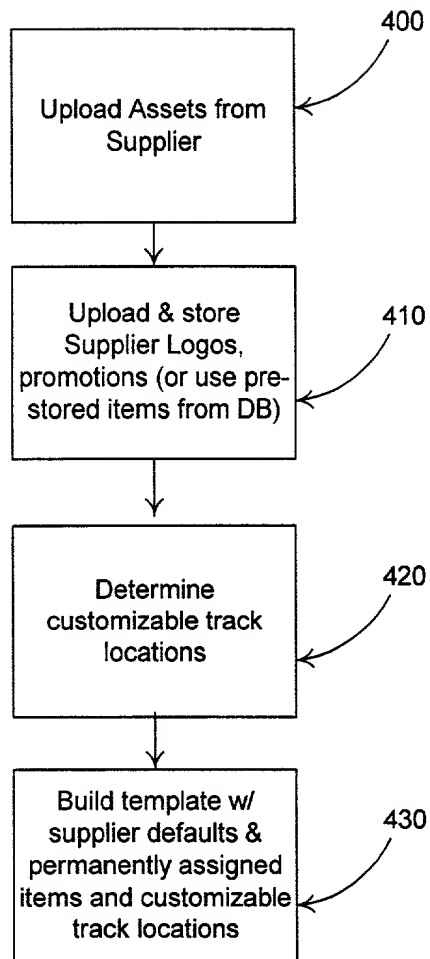 400
Upload Assets from
Supplier
410
Upload & store
Supplier Logos,
promotions (or use pre-
stored items from DB)
420
Determine
customizable track
locations
430
Build template w/
supplier defaults &
permanently assigned
items and customizable
track locations